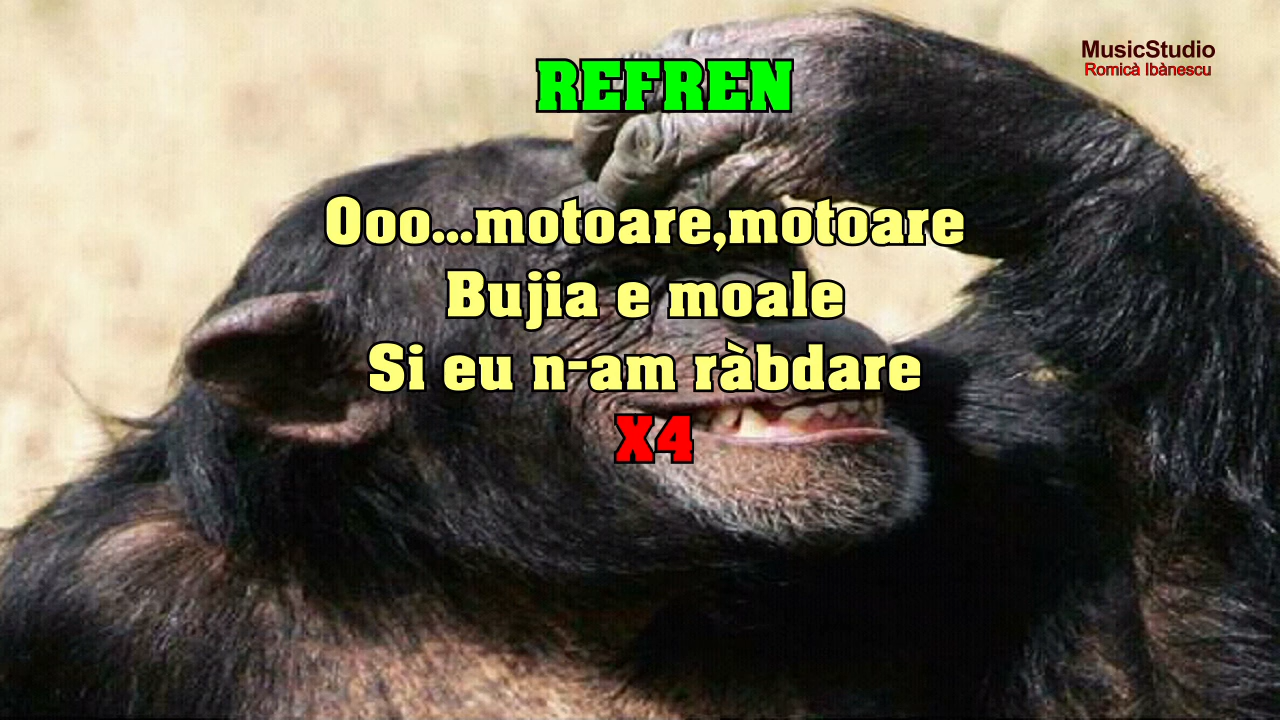 MusicStudio
Romicà Ibànescu
REFREN
Ooo...motoare,motoare
Bujia e moale
Si eu n-am ràbdare
X4